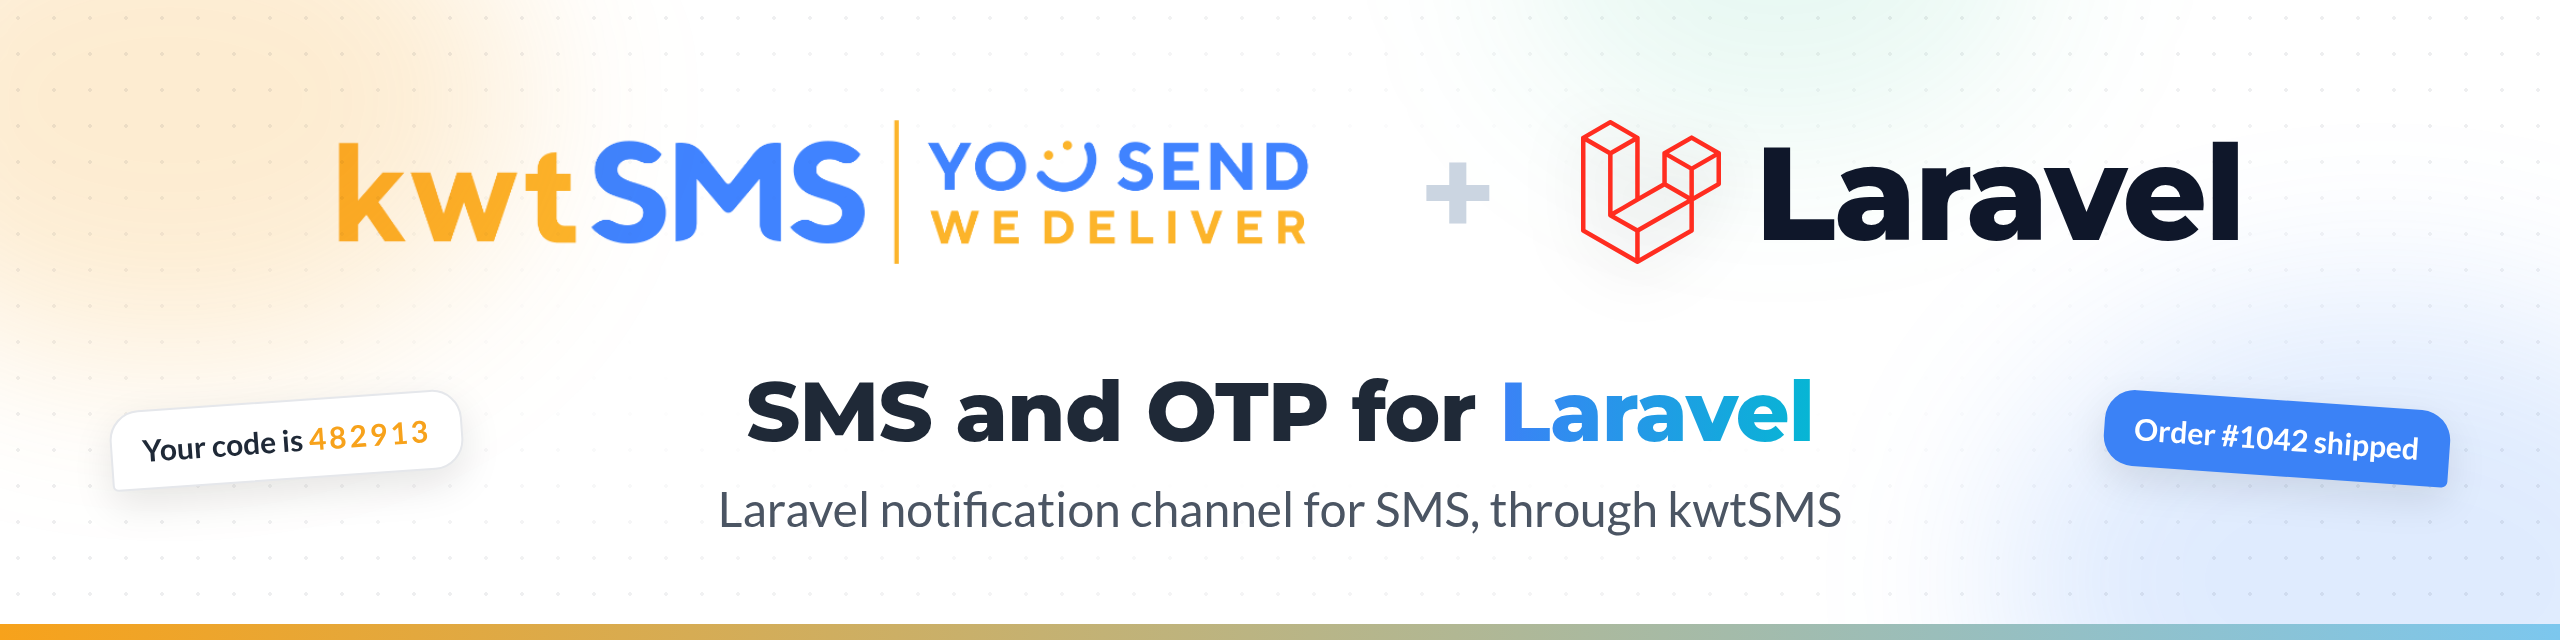 kwtSMS
YOU SEND
WE DELIVER
+
Laravel
SMS and OTP for Laravel
Your code is 482913
Order #1042 shipped
Laravel notification channel for SMS, through kwtSMS